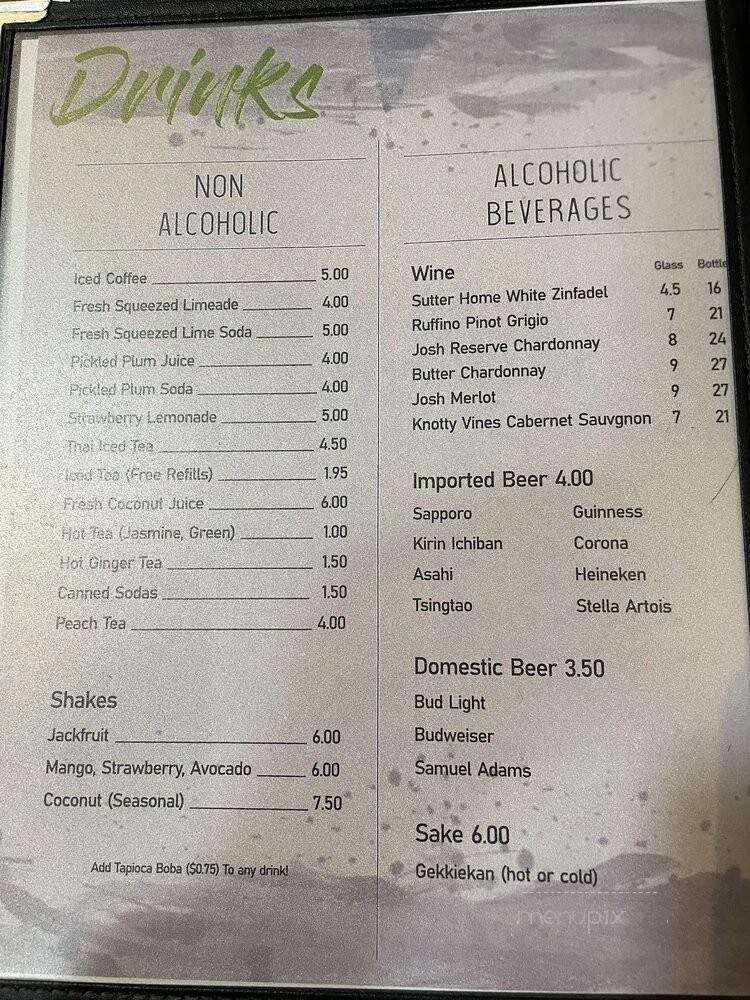 Drinks
NON
ALCOHOLIC
Iced Coffee 5.00
Fresh Squeezed Limeade 4.00
Fresh Squeezed Lime Soda 5.00
Pickled Plum Juice 4.00
Pickled Plum Soda 4.00
Strawberry Lemonade 5.00
Thai Iced Tea 4.50
Iced Tea (Free Refills) 1.95
Fresh Coconut Juice 6.00
Hot Tea (Jasmine, Green) 1.00
Hot Ginger Tea 1.50
Canned Sodas 1.50
Peach Tea 4.00
Shakes
Jackfruit 6.00
Mango, Strawberry, Avocado 6.00
Coconut (Seasonal) 7.50
Add Tapioca Boba ($0.75) To any drink!
ALCOHOLIC
BEVERAGES
Wine Glass Bottle
Sutter Home White Zinfadel 4.5 16
Ruffino Pinot Grigio 7 21
Josh Reserve Chardonnay 8 24
Butter Chardonnay 9 27
Josh Merlot 9 27
Knotty Vines Cabernet Sauvgnon 7 21
Imported Beer 4.00
Sapporo Guinness
Kirin Ichiban Corona
Asahi Heineken
Tsingtao Stella Artois
Domestic Beer 3.50
Bud Light
Budweiser
Samuel Adams
Sake 6.00
Gekkiekan (hot or cold)
menupix